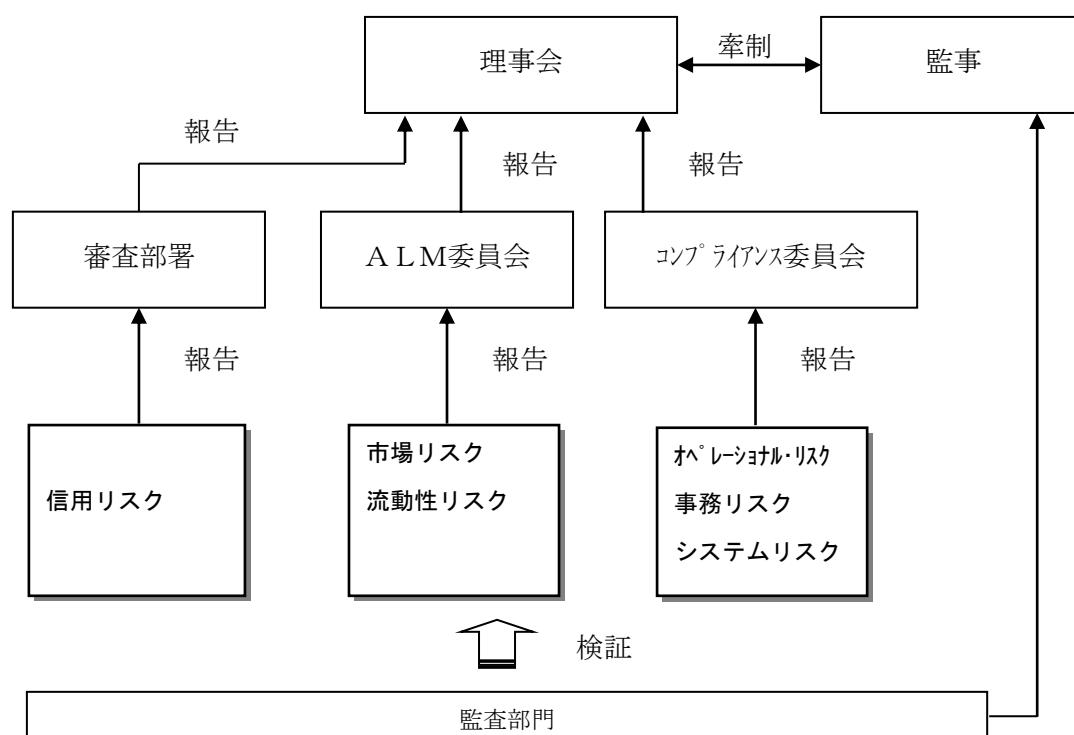 理事会
牽制
監事
報告
報告
報告
審査部署
ＡＬＭ委員会
ｺﾝﾌﾟﾗｲｱﾝｽ委員会
報告
報告
報告
信用リスク
市場リスク
流動性リスク
ｵﾍﾟﾚｰｼｮﾅﾙ･ﾘｽｸ
事務リスク
システムリスク
検証
監査部門